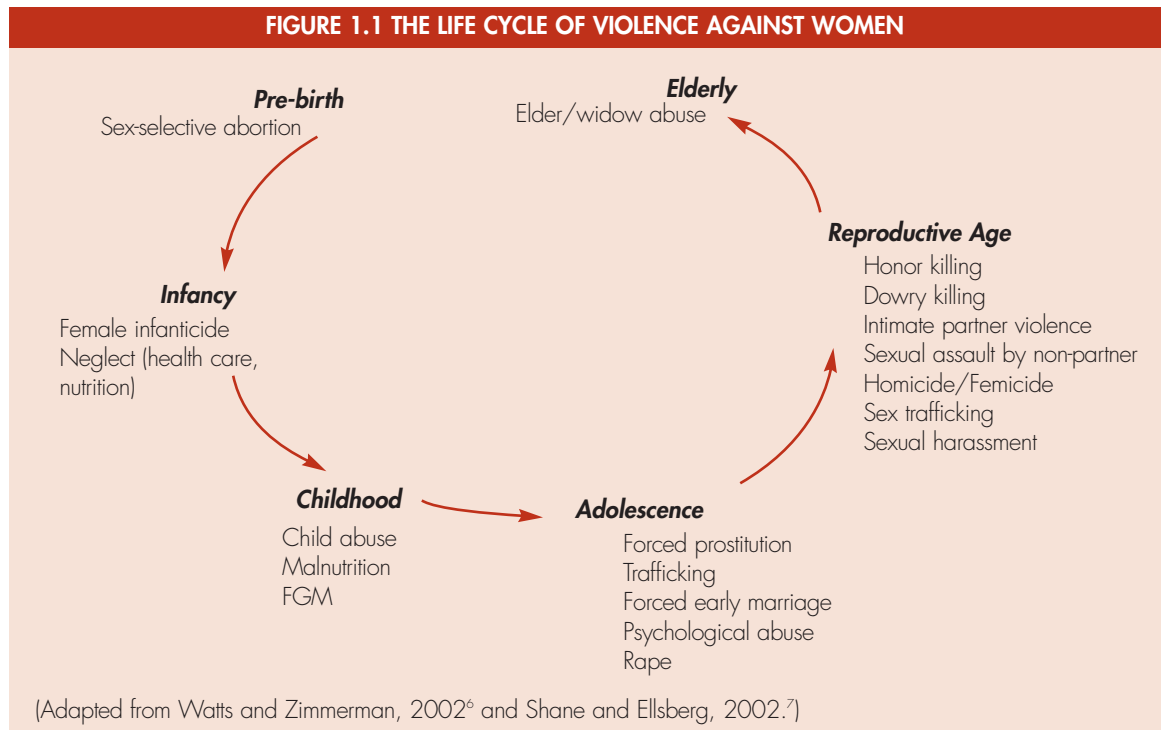 FIGURE 1.1 THE LIFE CYCLE OF VIOLENCE AGAINST WOMEN
Pre-birth
Sex-selective abortion
Infancy
Female infanticide
Neglect (health care,
nutrition)
Childhood
Child abuse
Malnutrition
FGM
Adolescence
Forced prostitution
Trafficking
Forced early marriage
Psychological abuse
Rape
Reproductive Age
Honor killing
Dowry killing
Intimate partner violence
Sexual assault by non-partner
Homicide/Femicide
Sex trafficking
Sexual harassment
Elderly
Elder/widow abuse
(Adapted from Watts and Zimmerman, 2002⁶ and Shane and Ellsberg, 2002.⁷)